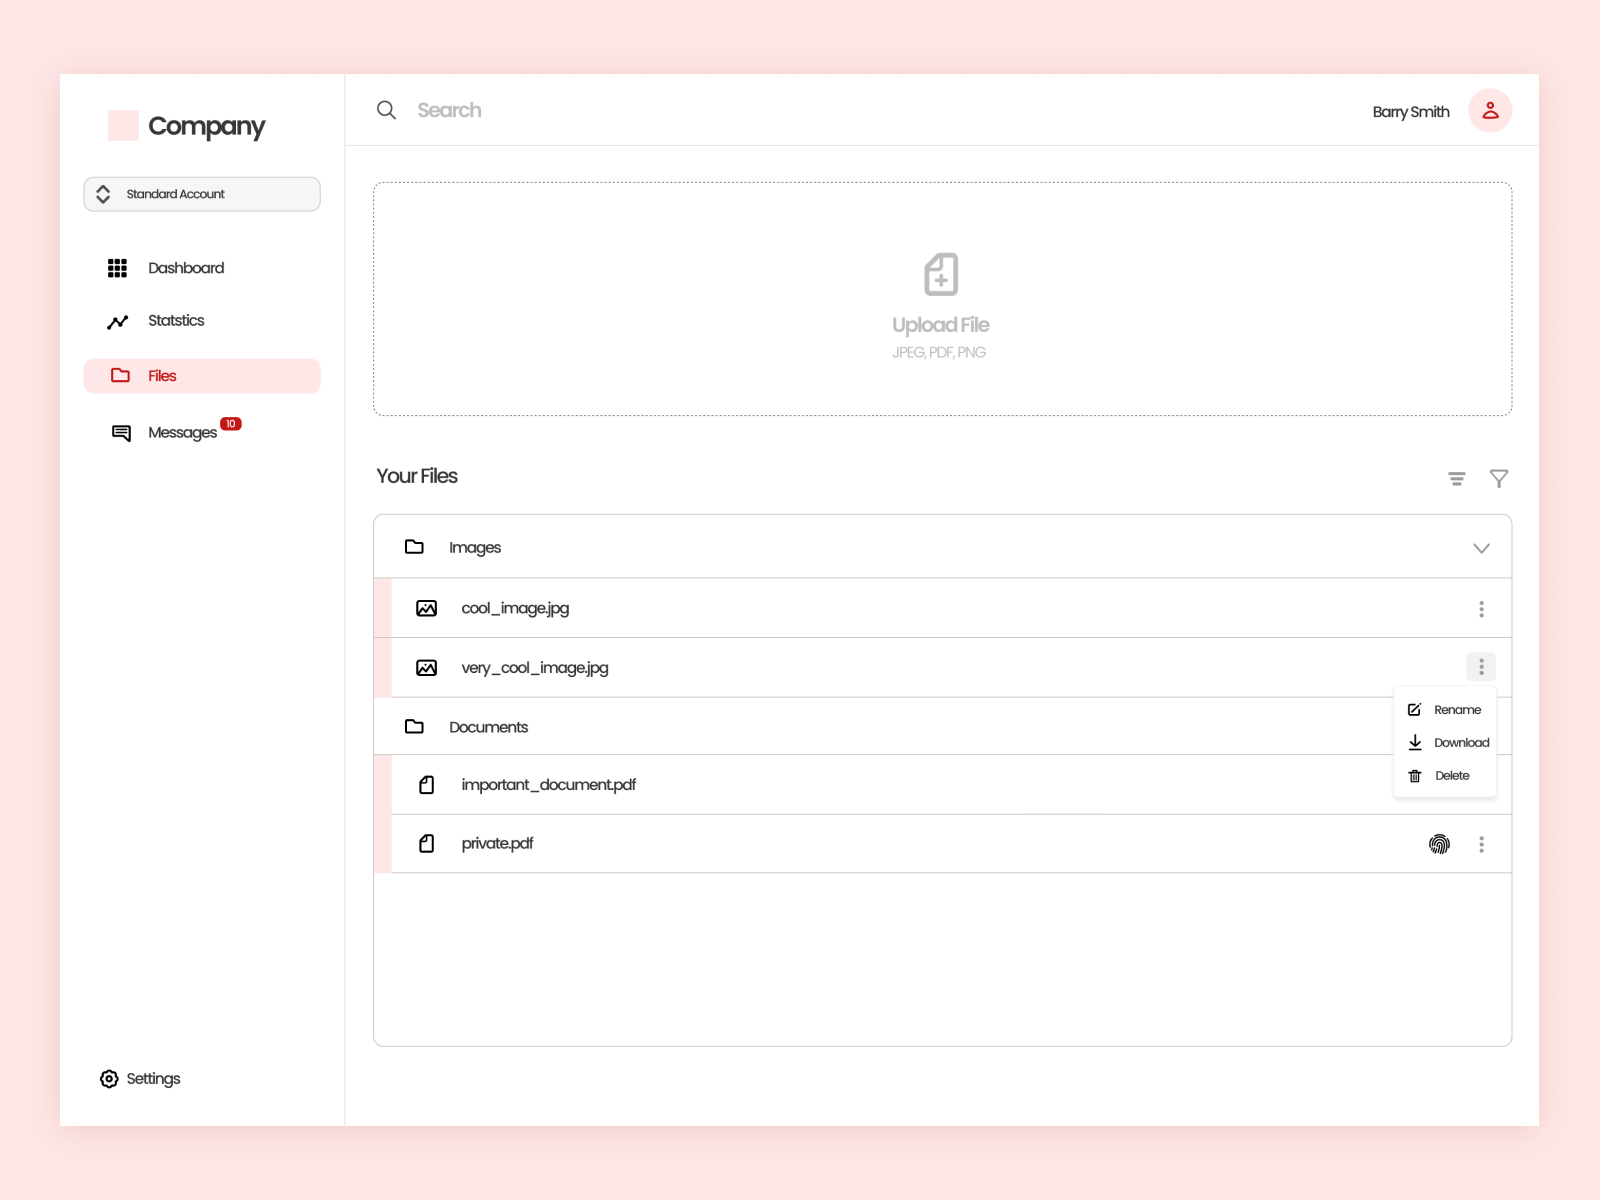 Company
Search
Barry Smith
Standard Account
Dashboard
Statstics
Files
Messages 10
Settings
Upload File
JPEG, PDF, PNG
Your Files
Images
cool_image.jpg
very_cool_image.jpg
Rename
Download
Delete
Documents
important_document.pdf
private.pdf